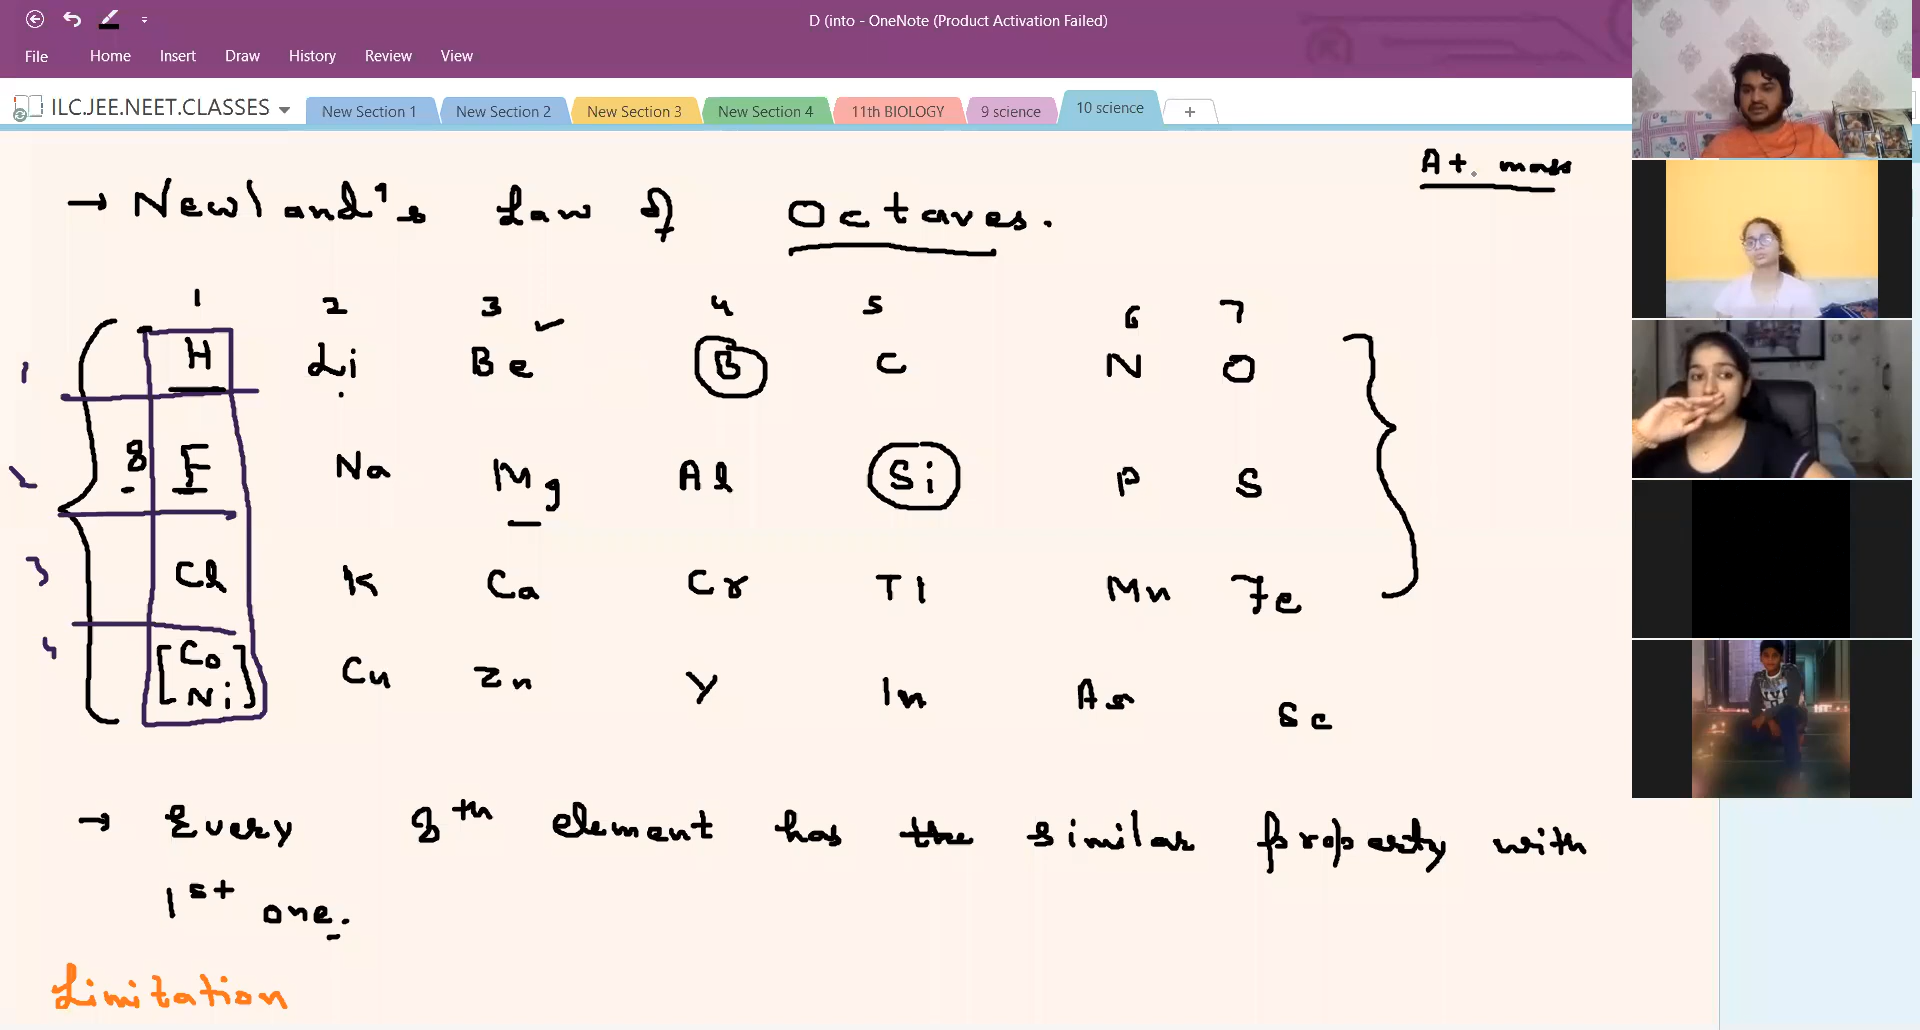 D (into - OneNote (Product Activation Failed)
File Home Insert Draw History Review View
ILC.JEE.NEET.CLASSES New Section 1 New Section 2 New Section 3 New Section 4 11th BIOLOGY 9 science 10 science +
At. mass
→ Newland's Law of Octaves.
1 2 3 4 5 6 7
1 H Li Be B C N O
2 8 F Na Mg Al Si P S
3 Cl K Ca Cr TI Mn Fe
4 [Co Ni] Cu Zn Y In As Se
→ Every 8th element has the similar property with
1st one.
Limitation